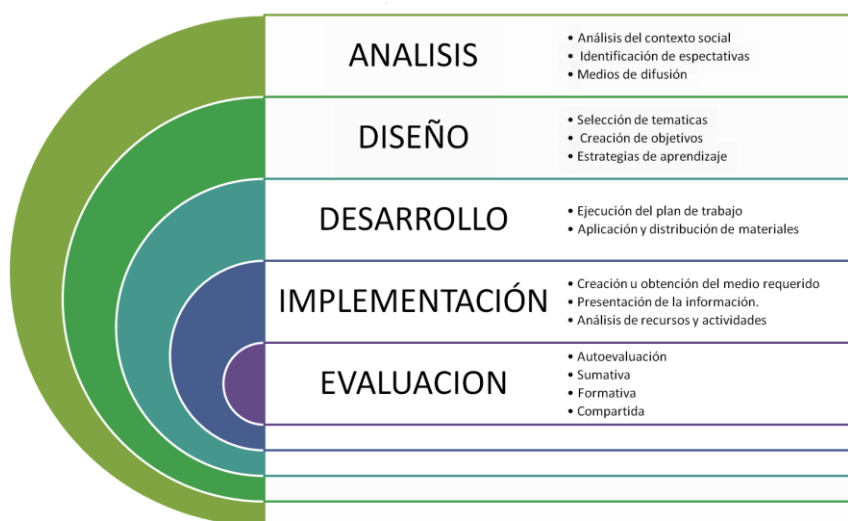 ANALISIS
• Análisis del contexto social
• Identificación de espectativas
• Medios de difusión
DISEÑO
• Selección de tematicas
• Creación de objetivos
• Estrategias de aprendizaje
DESARROLLO
• Ejecución del plan de trabajo
• Aplicación y distribución de materiales
IMPLEMENTACIÓN
• Creación u obtención del medio requerido
• Presentación de la información.
• Análisis de recursos y actividades
EVALUACION
• Autoevaluación
• Sumativa
• Formativa
• Compartida